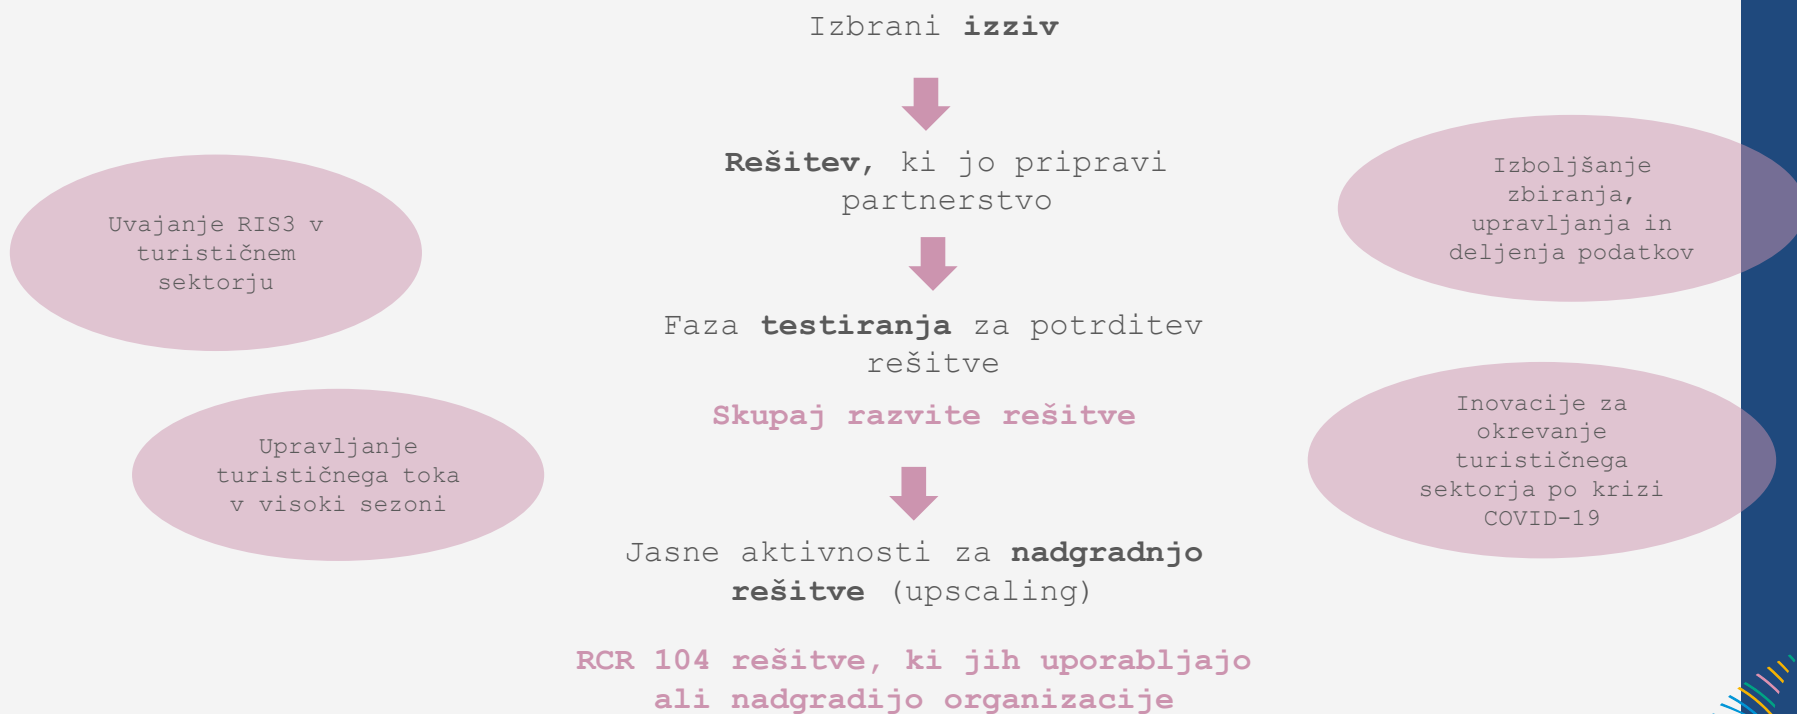 Izbrani izziv
Rešitev, ki jo pripravi
partnerstvo
Faza testiranja za potrditev
rešitve
Skupaj razvite rešitve
Jasne aktivnosti za nadgradnjo
rešitve (upscaling)
RCR 104 rešitve, ki jih uporabljajo
ali nadgradijo organizacije
Uvajanje RIS3 v
turističnem
sektorju
Upravljanje
turističnega toka
v visoki sezoni
Izboljšanje
zbiranja,
upravljanja in
deljenja podatkov
Inovacije za
okrevanje
turističnega
sektorja po krizi
COVID-19